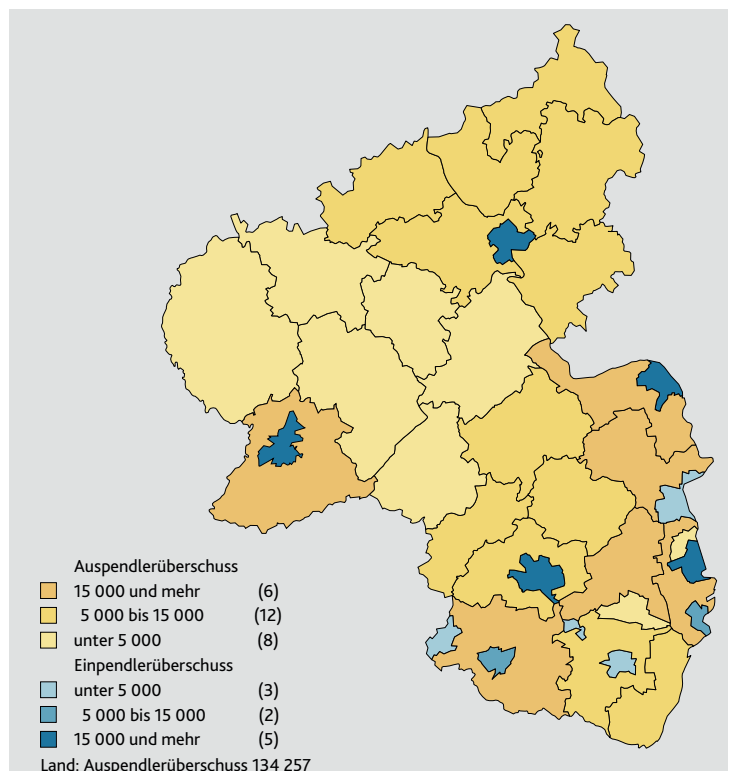 Auspendlerüberschuss
15 000 und mehr (6)
5 000 bis 15 000 (12)
unter 5 000 (8)
Einpendlerüberschuss
unter 5 000 (3)
5 000 bis 15 000 (2)
15 000 und mehr (5)
Land: Auspendlerüberschuss 134 257